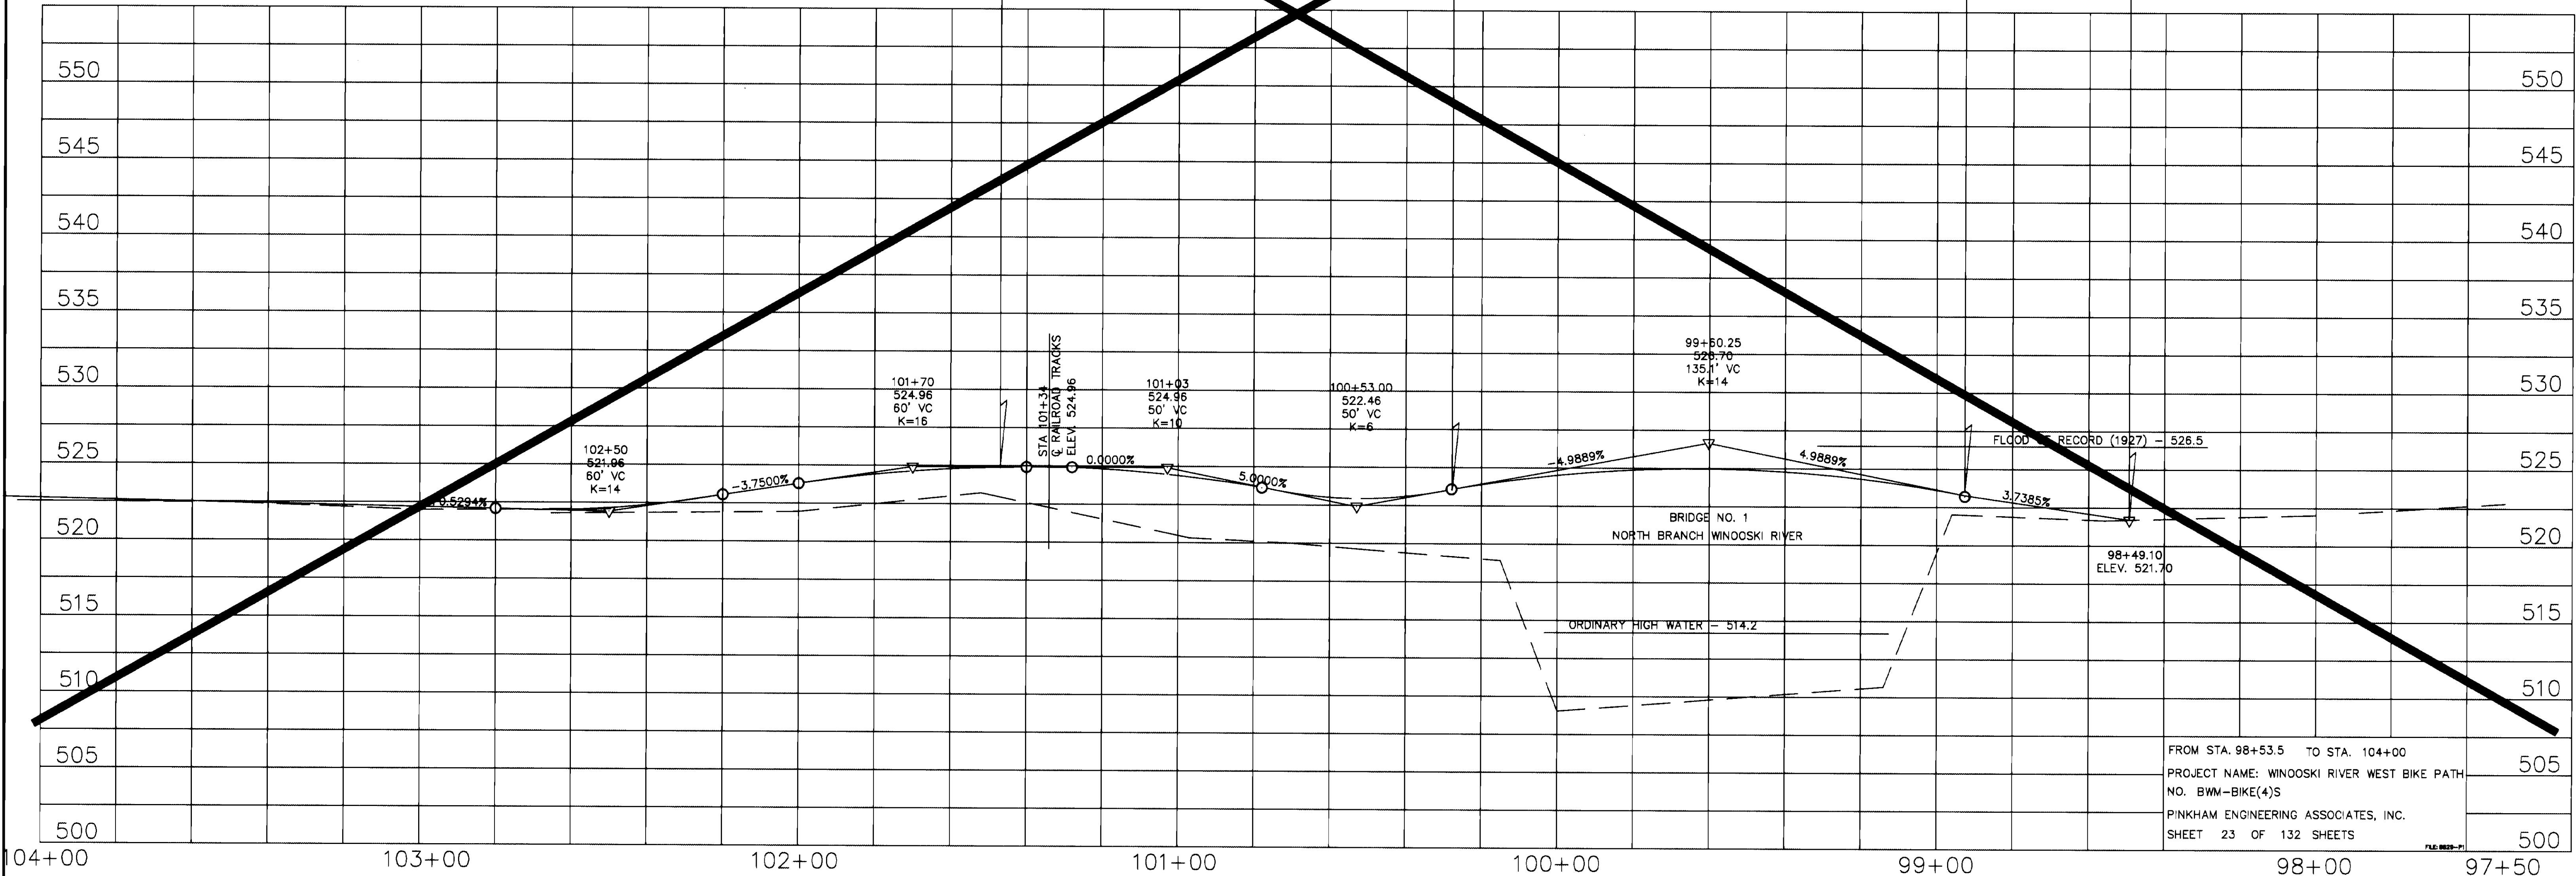 550
550
545
545
540
540
535
535
530
530
525
525
520
520
515
515
510
510
505
505
500
500
102+50
521.96
60' VC
K=14
0.5294%
-3.7500%
101+70
524.96
60' VC
K=16
STA 101+34
℄ RAILROAD TRACKS
ELEV. 524.96
0.0000%
101+03
524.96
50' VC
K=10
5.0000%
100+53.00
522.46
50' VC
K=6
-4.9889%
99+60.25
526.70
135.1' VC
K=14
4.9889%
FLOOD OF RECORD (1927) - 526.5
3.7385%
BRIDGE NO. 1
NORTH BRANCH WINOOSKI RIVER
98+49.10
ELEV. 521.70
ORDINARY HIGH WATER - 514.2
FROM STA. 98+53.5 TO STA. 104+00
PROJECT NAME: WINOOSKI RIVER WEST BIKE PATH
NO. BWM-BIKE(4)S
PINKHAM ENGINEERING ASSOCIATES, INC.
SHEET 23 OF 132 SHEETS
104+00
103+00
102+00
101+00
100+00
99+00
98+00
97+50